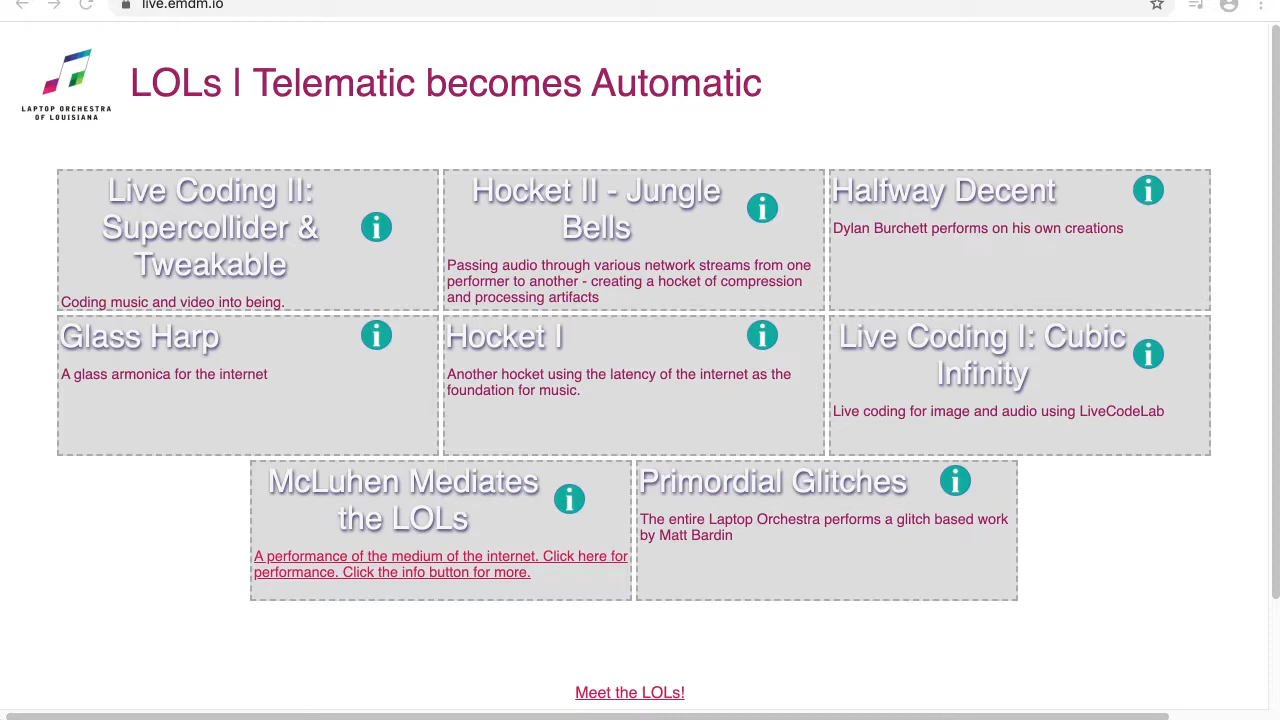 live.emdm.io
LOLs | Telematic becomes Automatic
LAPTOP ORCHESTRA
OF LOUISIANA
Live Coding II:
Supercollider &
Tweakable
i
Coding music and video into being.
Hocket II - Jungle
Bells
i
Passing audio through various network streams from one
performer to another - creating a hocket of compression
and processing artifacts
Halfway Decent
i
Dylan Burchett performs on his own creations
Glass Harp
i
A glass armonica for the internet
Hocket I
i
Another hocket using the latency of the internet as the
foundation for music.
Live Coding I: Cubic
Infinity
i
Live coding for image and audio using LiveCodeLab
McLuhen Mediates
the LOLs
i
A performance of the medium of the internet. Click here for
performance. Click the info button for more.
Primordial Glitches
i
The entire Laptop Orchestra performs a glitch based work
by Matt Bardin
Meet the LOLs!